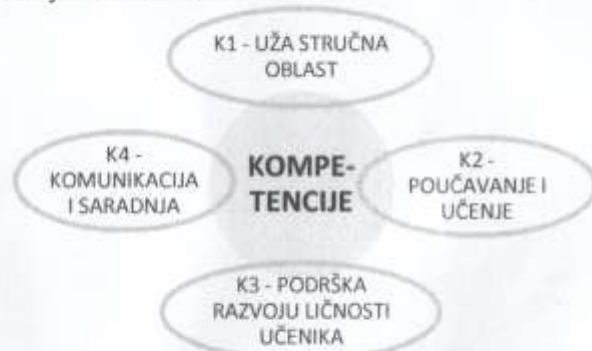 K1 - UŽA STRUČNA
OBLAST
K4 -
KOMUNIKACIJA
I SARADNJA
KOMPE-
TENCIJE
K2 -
POUČAVANJE I
UČENJE
K3 - PODRŠKA
RAZVOJU LIČNOSTI
UČENIKA